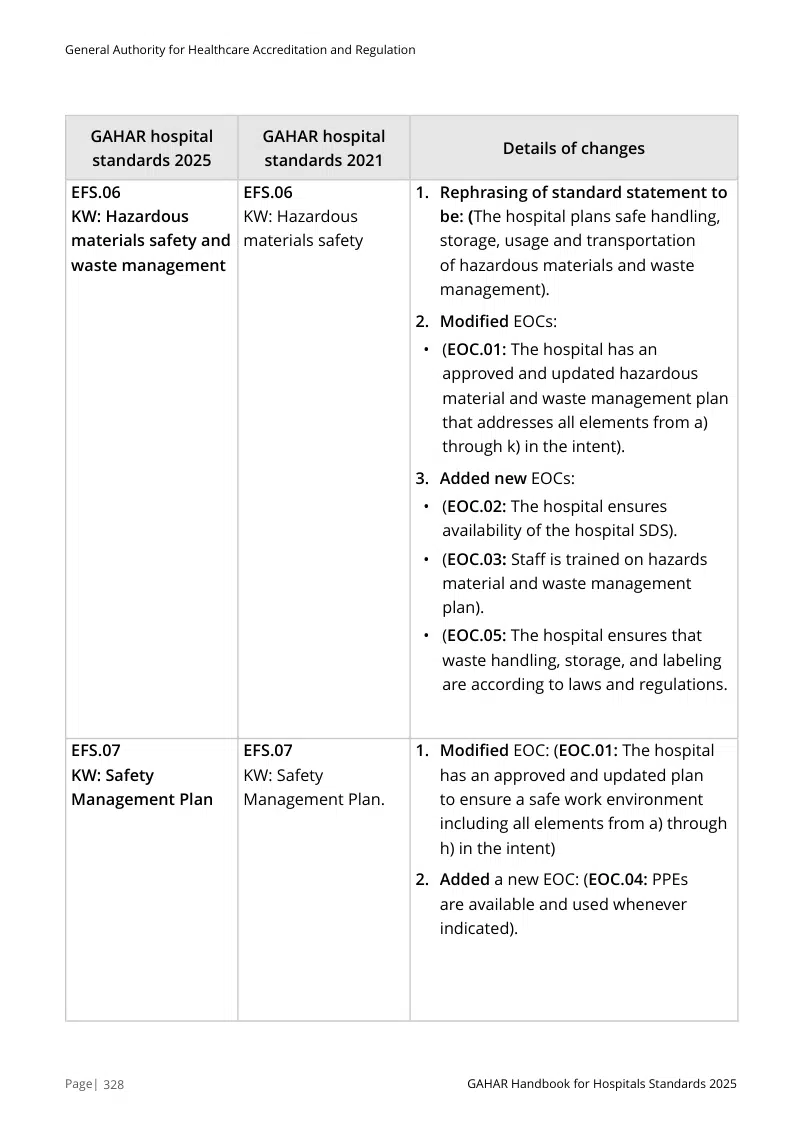 General Authority for Healthcare Accreditation and Regulation
GAHAR hospital
standards 2025
GAHAR hospital
standards 2021
Details of changes
EFS.06
KW: Hazardous
materials safety and
waste management
EFS.06
KW: Hazardous
materials safety
1. Rephrasing of standard statement to
be: (The hospital plans safe handling,
storage, usage and transportation
of hazardous materials and waste
management).
2. Modified EOCs:
• (EOC.01: The hospital has an
approved and updated hazardous
material and waste management plan
that addresses all elements from a)
through k) in the intent).
3. Added new EOCs:
• (EOC.02: The hospital ensures
availability of the hospital SDS).
• (EOC.03: Staff is trained on hazards
material and waste management
plan).
• (EOC.05: The hospital ensures that
waste handling, storage, and labeling
are according to laws and regulations.
EFS.07
KW: Safety
Management Plan
EFS.07
KW: Safety
Management Plan.
1. Modified EOC: (EOC.01: The hospital
has an approved and updated plan
to ensure a safe work environment
including all elements from a) through
h) in the intent)
2. Added a new EOC: (EOC.04: PPEs
are available and used whenever
indicated).
Page| 328
GAHAR Handbook for Hospitals Standards 2025